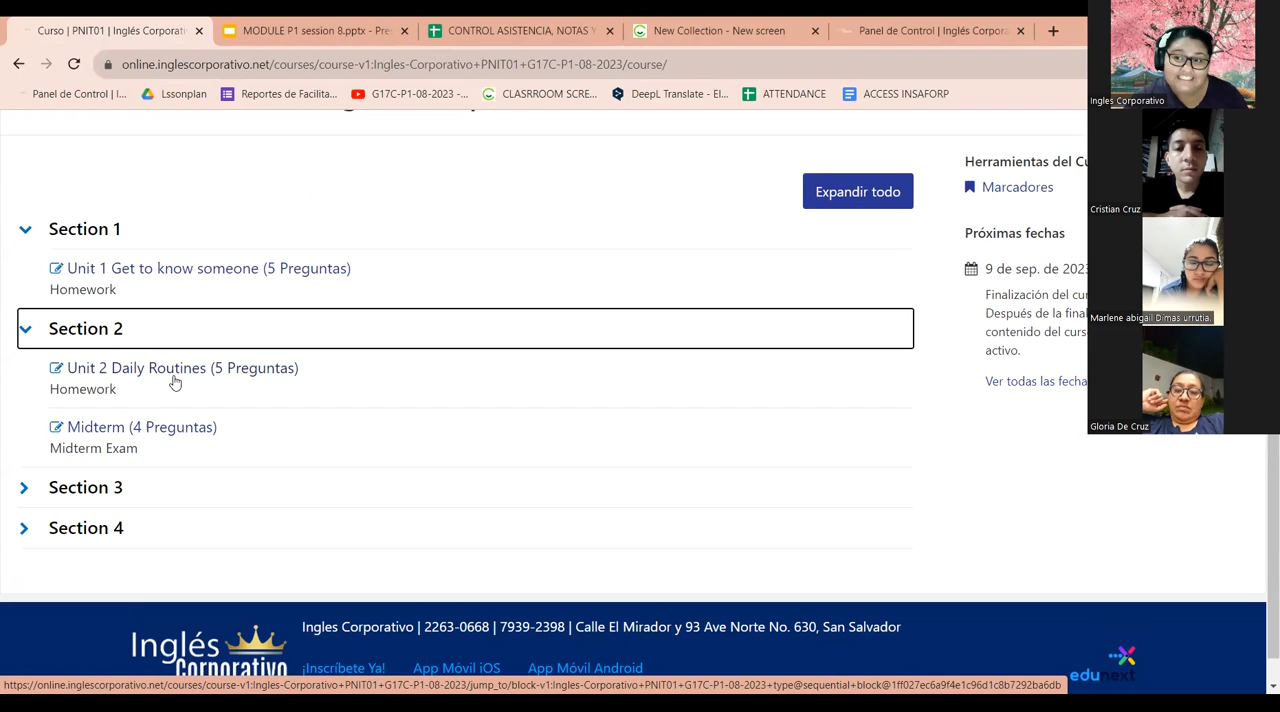 Curso | PNIT01 | Inglés Corporati
MODULE P1 session 8.pptx - Pre
CONTROL ASISTENCIA, NOTAS Y
New Collection - New screen
Panel de Control | Inglés Corpora
online.inglescorporativo.net/courses/course-v1:Ingles-Corporativo+PNIT01+G17C-P1-08-2023/course/
Panel de Control | I...
Lssonplan
Reportes de Facilita...
G17C-P1-08-2023 -...
CLASRROOM SCRE...
DeepL Translate - El...
ATTENDANCE
ACCESS INSAFORP
Ingles Corporativo
Cristian Cruz
Marlene abigail Dimas urrutia.
Gloria De Cruz
Expandir todo
Section 1
Unit 1 Get to know someone (5 Preguntas)
Homework
Section 2
Unit 2 Daily Routines (5 Preguntas)
Homework
Midterm (4 Preguntas)
Midterm Exam
Section 3
Section 4
Herramientas del Cu
Marcadores
Próximas fechas
9 de sep. de 2023
Finalización del cur
Después de la final
contenido del curs
activo.
Ver todas las fecha
Inglés
Corporativo
Ingles Corporativo | 2263-0668 | 7939-2398 | Calle El Mirador y 93 Ave Norte No. 630, San Salvador
¡Inscríbete Ya!
App Móvil iOS
App Móvil Android
edunext
https://online.inglescorporativo.net/courses/course-v1:Ingles-Corporativo+PNIT01+G17C-P1-08-2023/jump_to/block-v1:Ingles-Corporativo+PNIT01+G17C-P1-08-2023+type@sequential+block@1ff027ec6a9f4e1c96d1c8b7292ba6db